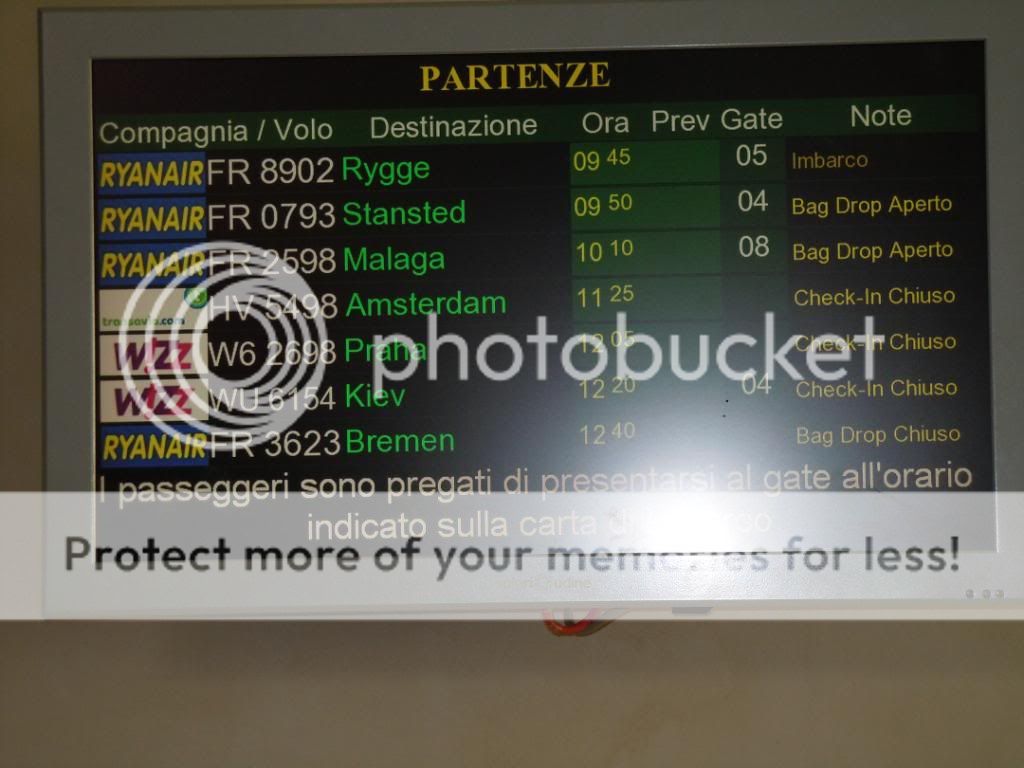 PARTENZE
Compagnia / Volo Destinazione Ora Prev Gate Note
RYANAIR FR 8902 Rygge 09 45 05 Imbarco
RYANAIR FR 0793 Stansted 09 50 04 Bag Drop Aperto
RYANAIR FR 2598 Malaga 10 10 08 Bag Drop Aperto
transavia.com HV 5498 Amsterdam 11 25 Check-In Chiuso
wizz W6 2698 Praha 12 05 Check-In Chiuso
wizz WU 6154 Kiev 12 20 04 Check-In Chiuso
RYANAIR FR 3623 Bremen 12 40 Bag Drop Chiuso
I passeggeri sono pregati di presentarsi al gate all'orario
indicato sulla carta
photobucket
Protect more of your memories for less!